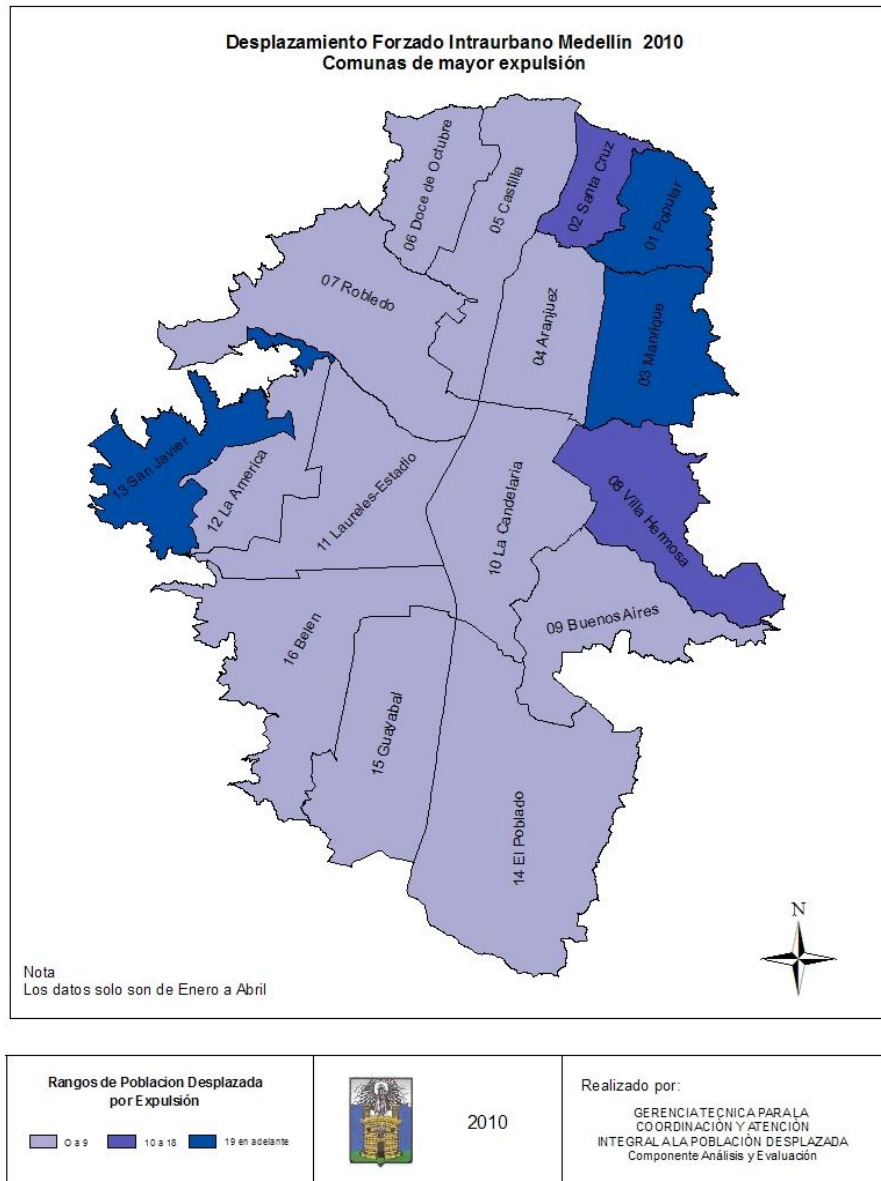 Desplazamiento Forzado Intraurbano Medellín 2010
Comunas de mayor expulsión
06 Doce de Octubre
05 Castilla
02 Santa Cruz
01 Popular
07 Robledo
04 Aranjuez
03 Manrique
13 San Javier
12 La America
11 Laureles-Estadio
10 La Candelaria
08 Villa Hermosa
09 Buenos Aires
16 Belen
15 Guayabal
14 El Poblado
N
Nota
Los datos solo son de Enero a Abril
Rangos de Poblacion Desplazada
por Expulsión
0 a 9
10 a 18
19 en adelante
2010
Realizado por:
GERENCIA TECNICA PARA LA
COORDINACIÓN Y ATENCIÓN
INTEGRAL A LA POBLACIÓN DESPLAZADA
Componente Análisis y Evaluación